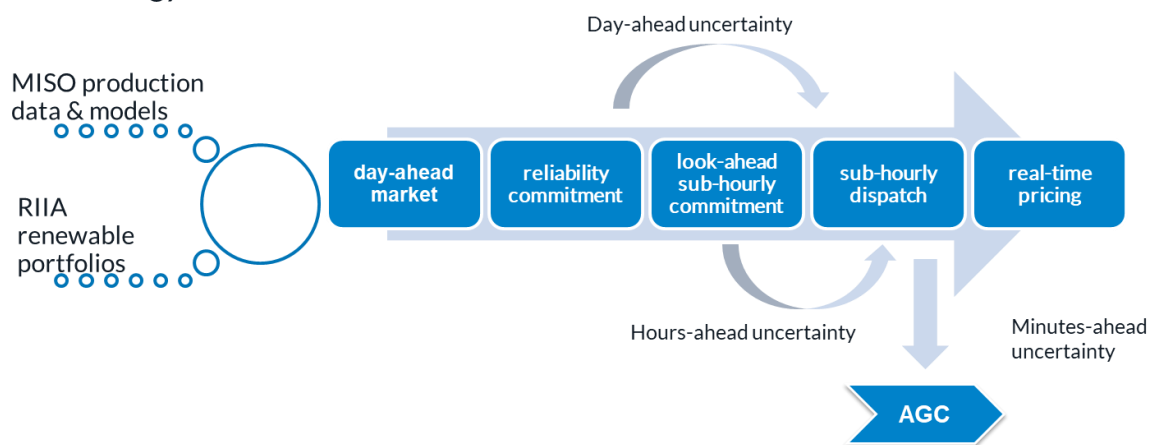 Day-ahead uncertainty
MISO production
data & models
RIIA
renewable
portfolios
day-ahead
market
reliability
commitment
look-ahead
sub-hourly
commitment
sub-hourly
dispatch
real-time
pricing
Hours-ahead uncertainty
Minutes-ahead
uncertainty
AGC